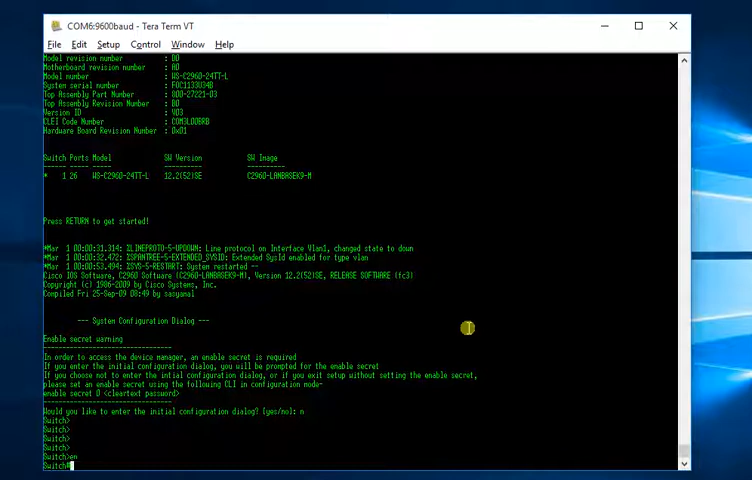 COM6:9600baud - Tera Term VT
File Edit Setup Control Window Help
Model revision number : D0
Motherboard revision number : A0
Model number : WS-C2960-24TT-L
System serial number : FOC1133U34B
Top Assembly Part Number : 800-27221-03
Top Assembly Revision Number : B0
Version ID : V03
CLEI Code Number : COM3L00BRB
Hardware Board Revision Number : 0x01
Switch Ports Model SW Version SW Image
------ ----- ----- ---------- ----------
* 1 26 WS-C2960-24TT-L 12.2(52)SE C2960-LANBASEK9-M
Press RETURN to get started!
*Mar 1 00:00:31.314: %LINEPROTO-5-UPDOWN: Line protocol on Interface Vlan1, changed state to down
*Mar 1 00:00:32.472: %SPANTREE-5-EXTENDED_SYSID: Extended SysId enabled for type vlan
*Mar 1 00:00:53.494: %SYS-5-RESTART: System restarted --
Cisco IOS Software, C2960 Software (C2960-LANBASEK9-M), Version 12.2(52)SE, RELEASE SOFTWARE (fc3)
Copyright (c) 1986-2009 by Cisco Systems, Inc.
Compiled Fri 25-Sep-09 08:49 by sasyamal
--- System Configuration Dialog ---
Enable secret warning
----------------------------------
In order to access the device manager, an enable secret is required
If you enter the initial configuration dialog, you will be prompted for the enable secret
If you choose not to enter the intial configuration dialog, or if you exit setup without setting the enable secret,
please set an enable secret using the following CLI in configuration mode-
enable secret 0 <cleartext password>
----------------------------------
Would you like to enter the initial configuration dialog? [yes/no]: n
Switch>
Switch>
Switch>
Switch>
Switch>en
Switch#